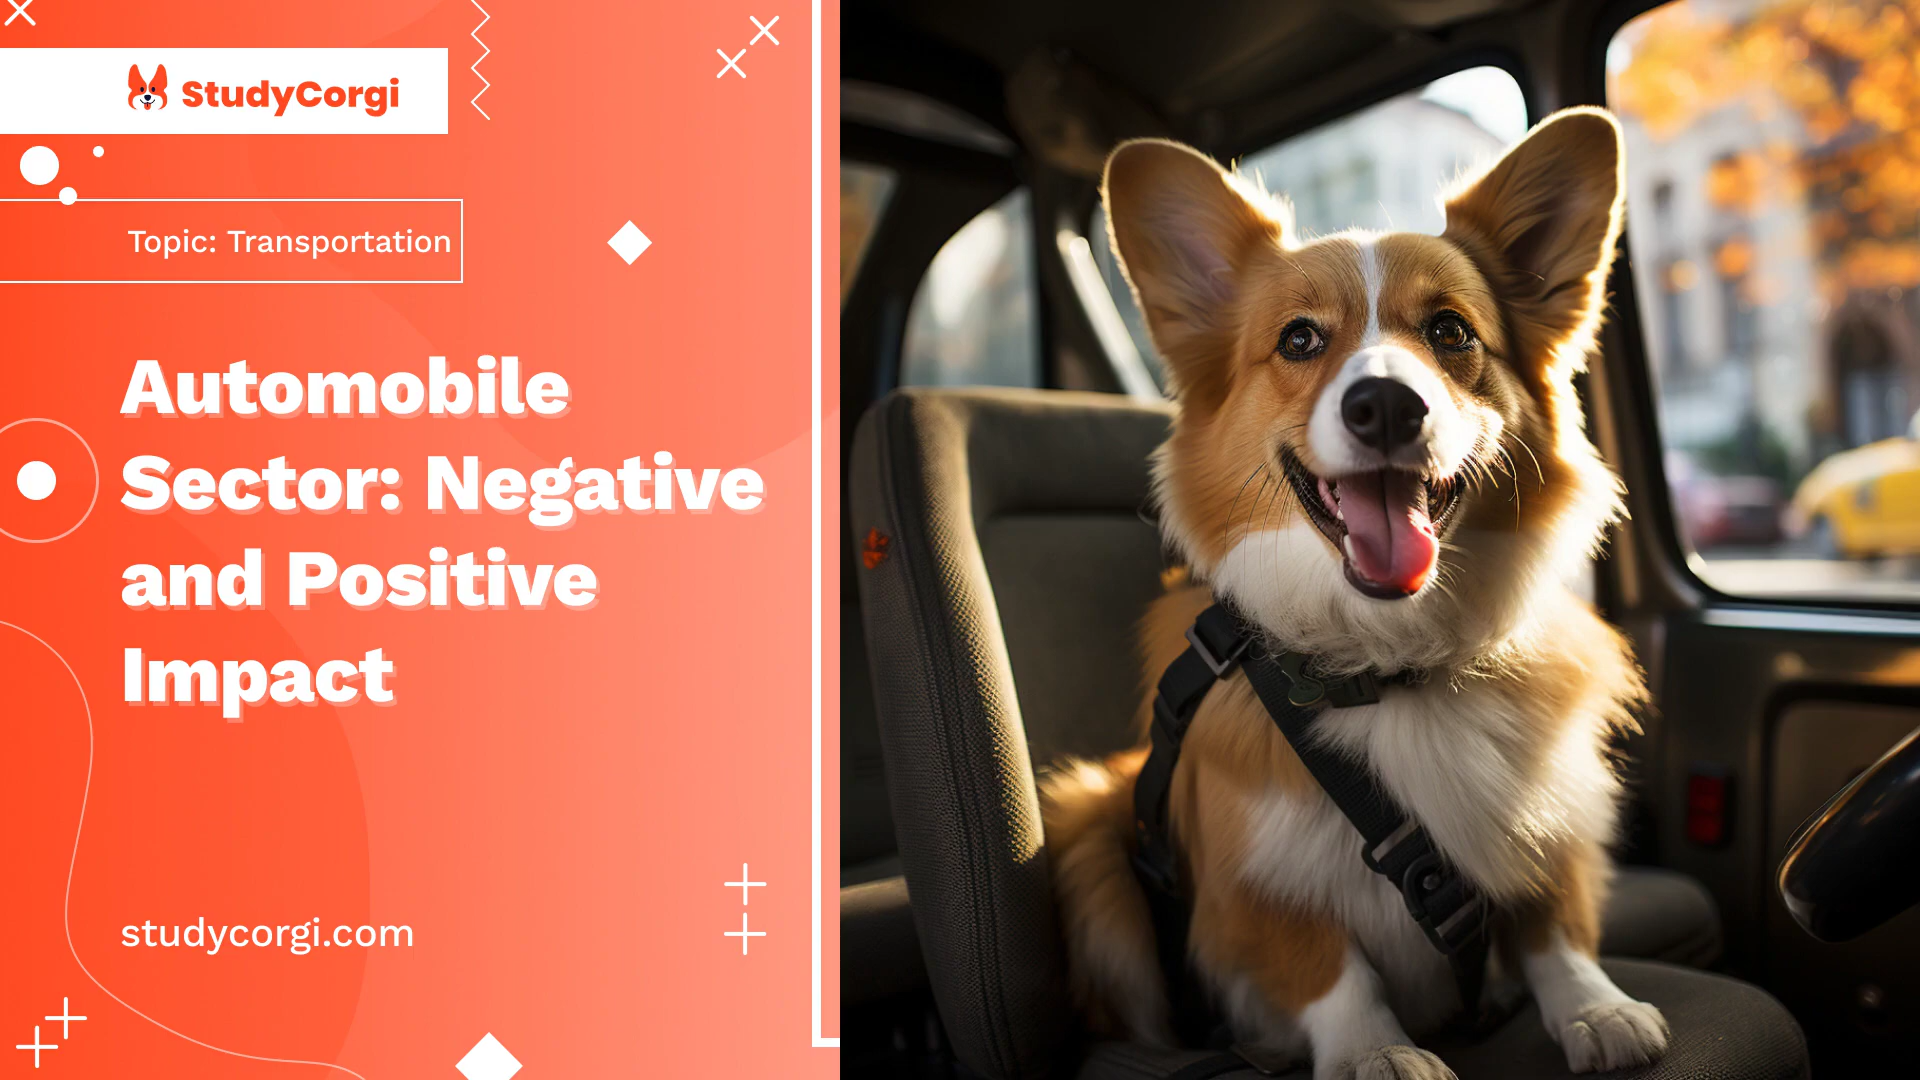 StudyCorgi
Topic: Transportation
Automobile
Sector: Negative
and Positive
Impact
studycorgi.com